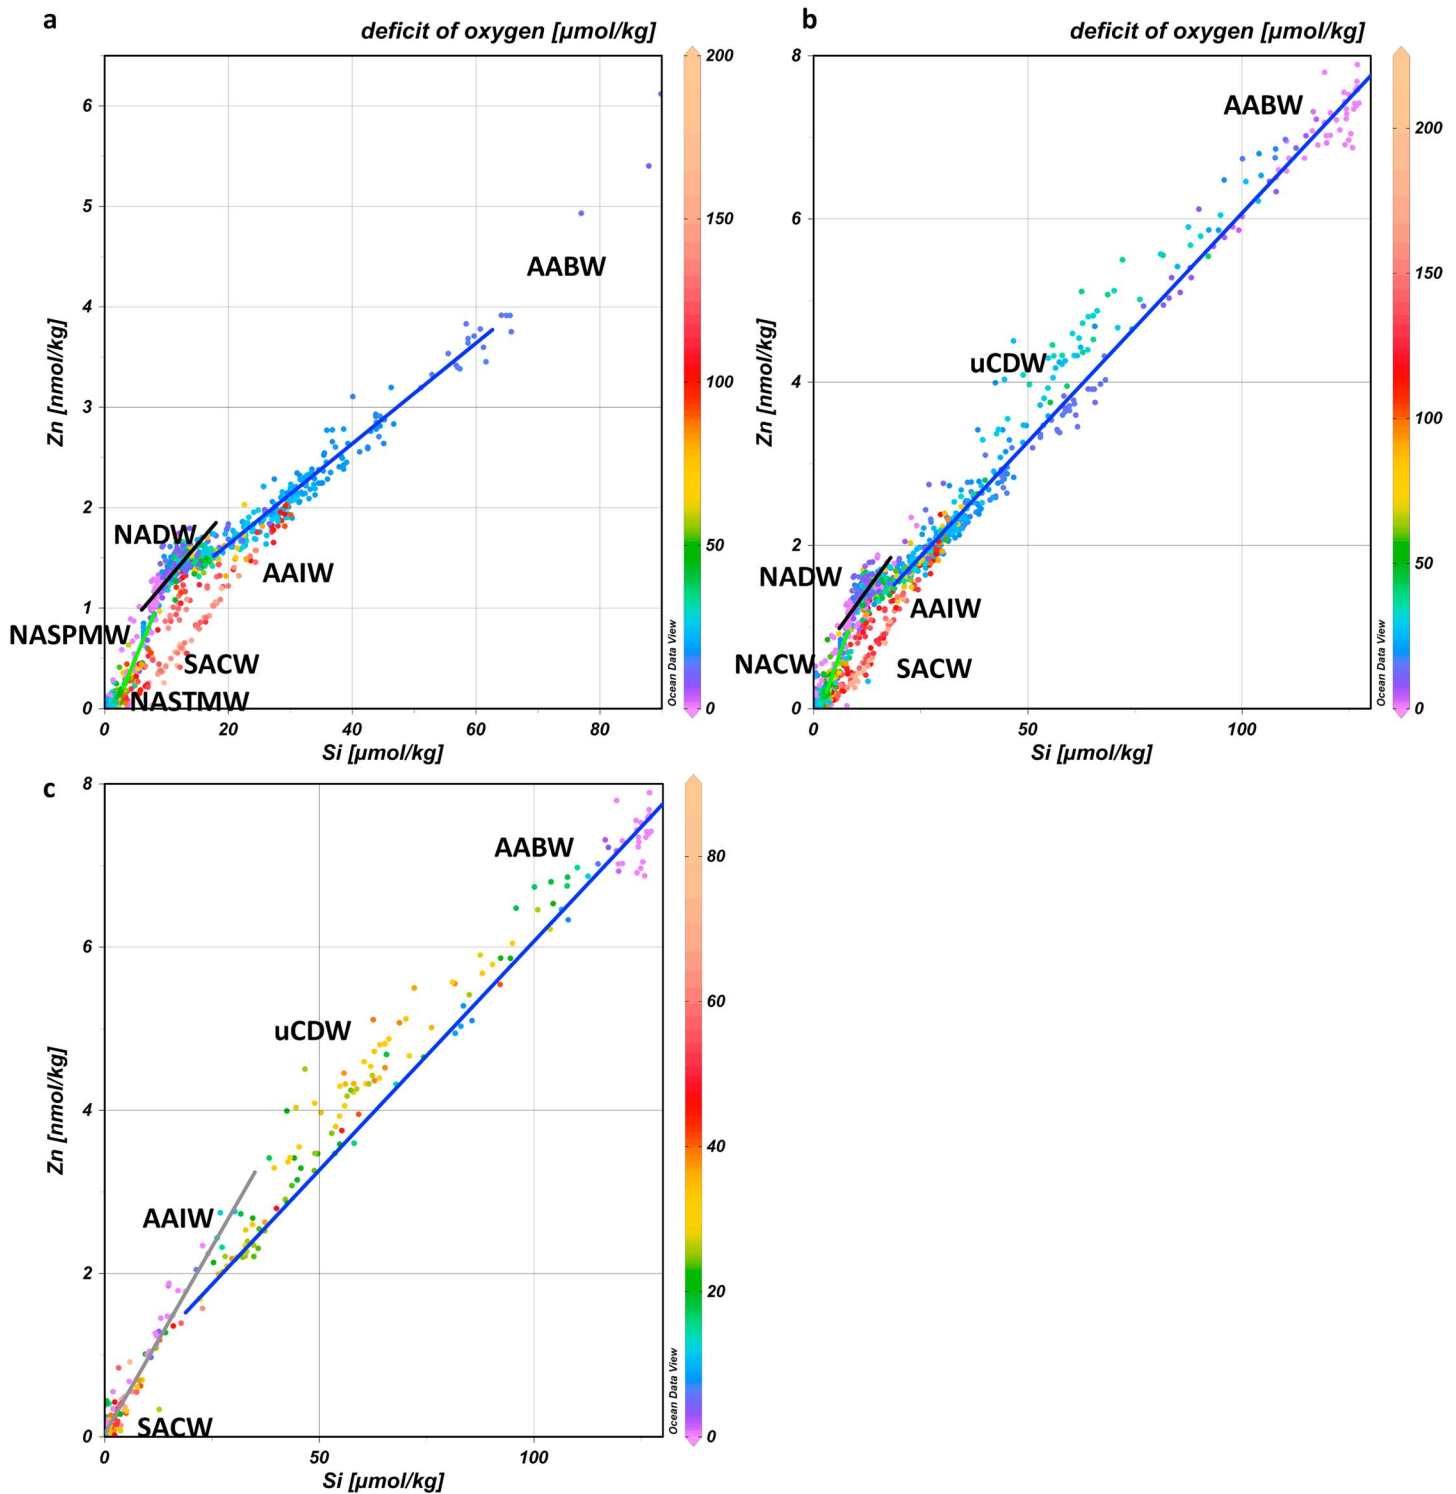 a
deficit of oxygen [µmol/kg]
Zn [nmol/kg]
6
5
4
3
2
1
0
0
20
40
60
80
Si [µmol/kg]
AABW
NADW
AAIW
NASPMW
SACW
NASTMW
Ocean Data View
200
150
100
50
0
b
deficit of oxygen [µmol/kg]
Zn [nmol/kg]
8
6
4
2
0
0
50
100
Si [µmol/kg]
AABW
uCDW
NADW
AAIW
NACW
SACW
Ocean Data View
200
150
100
50
0
c
Zn [nmol/kg]
8
6
4
2
0
0
50
100
Si [µmol/kg]
AABW
uCDW
AAIW
SACW
Ocean Data View
80
60
40
20
0